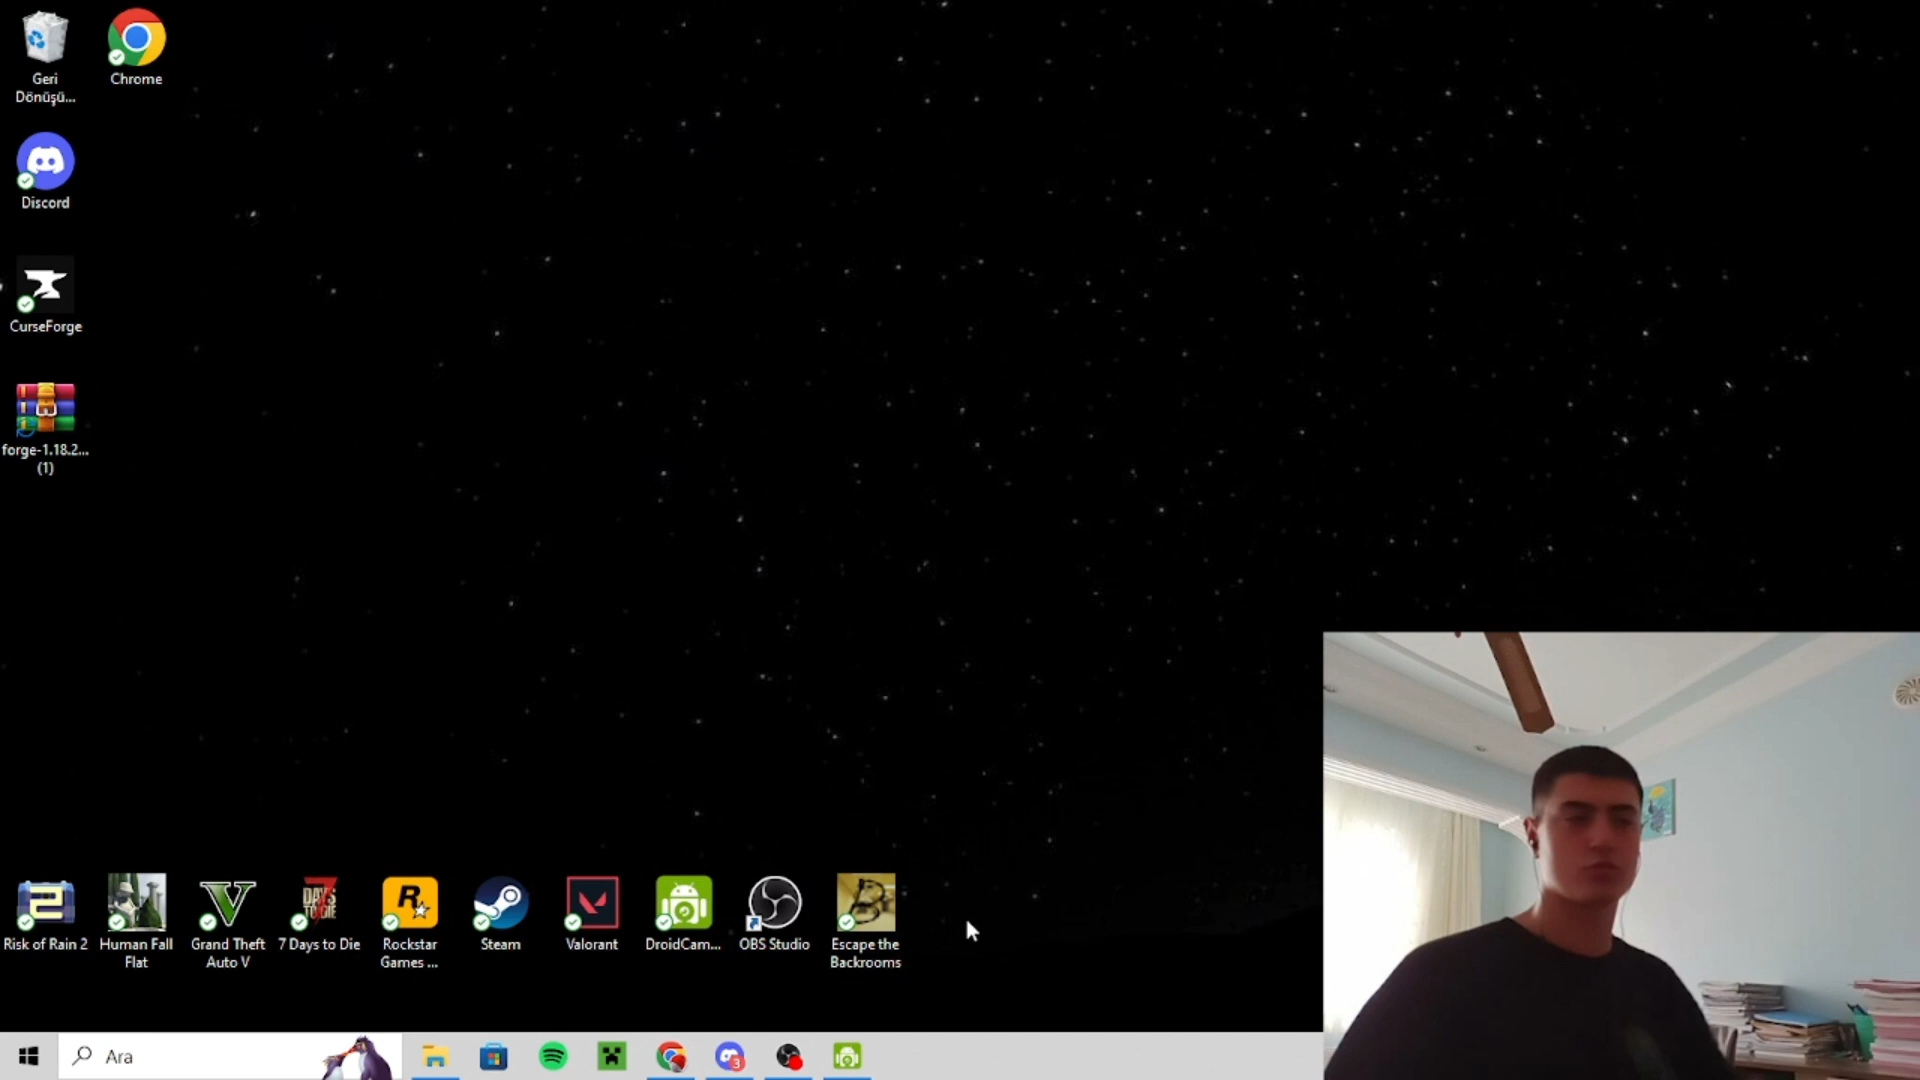 Geri
Dönüşü...
Chrome
Discord
CurseForge
forge-1.18.2...
(1)
Risk of Rain 2
Human Fall
Flat
Grand Theft
Auto V
7 Days to Die
Rockstar
Games ...
Steam
Valorant
DroidCam...
OBS Studio
Escape the
Backrooms
Ara
3